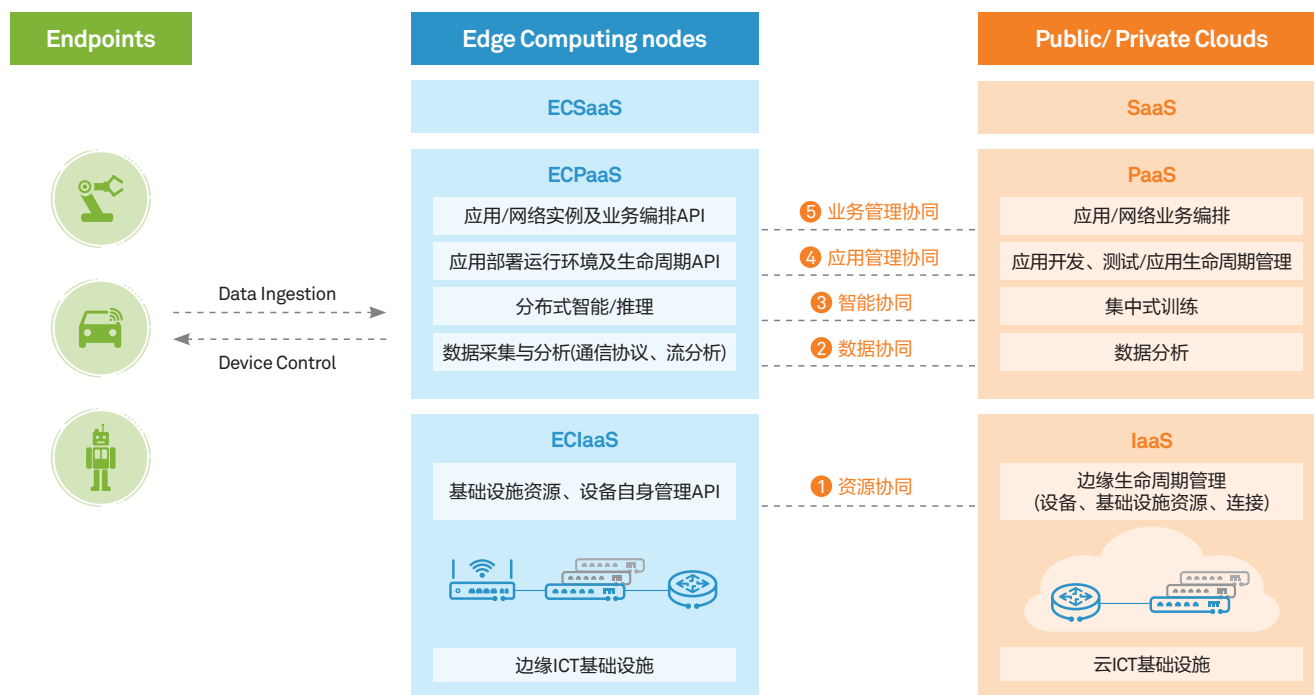 Endpoints
Edge Computing nodes
Public/ Private Clouds
ECSaaS
SaaS
ECPaaS
PaaS
应用/网络实例及业务编排API
❺ 业务管理协同
应用/网络业务编排
应用部署运行环境及生命周期API
❹ 应用管理协同
应用开发、测试/应用生命周期管理
Data Ingestion
分布式智能/推理
❸ 智能协同
集中式训练
Device Control
数据采集与分析(通信协议、流分析)
❷ 数据协同
数据分析
ECIaaS
IaaS
基础设施资源、设备自身管理API
❶ 资源协同
边缘生命周期管理
(设备、基础设施资源、连接)
边缘ICT基础设施
云ICT基础设施